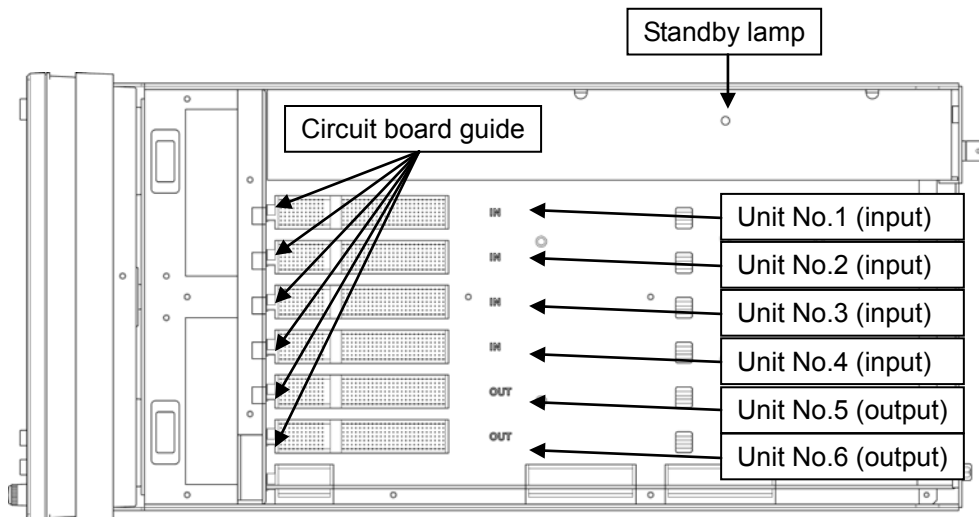 Standby lamp
Circuit board guide
IN
Unit No.1 (input)
IN
Unit No.2 (input)
IN
Unit No.3 (input)
IN
Unit No.4 (input)
OUT
Unit No.5 (output)
OUT
Unit No.6 (output)